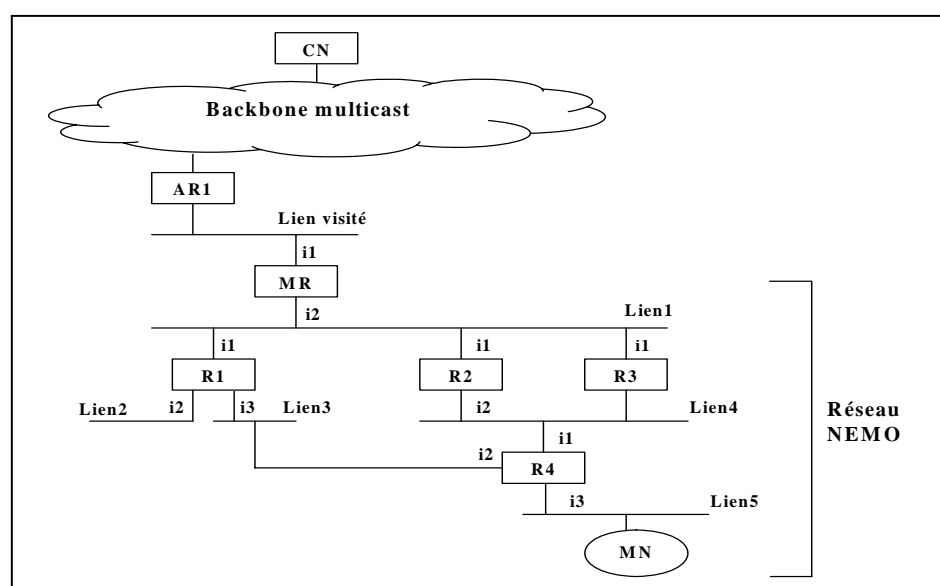 CN
Backbone multicast
AR1
Lien visité
i1
MR
i2
Lien1
i1
i1
i1
R1
R2
R3
Lien2
i2
i3
Lien3
i2
Lien4
Réseau
NEMO
i1
i2
R4
i3
Lien5
MN